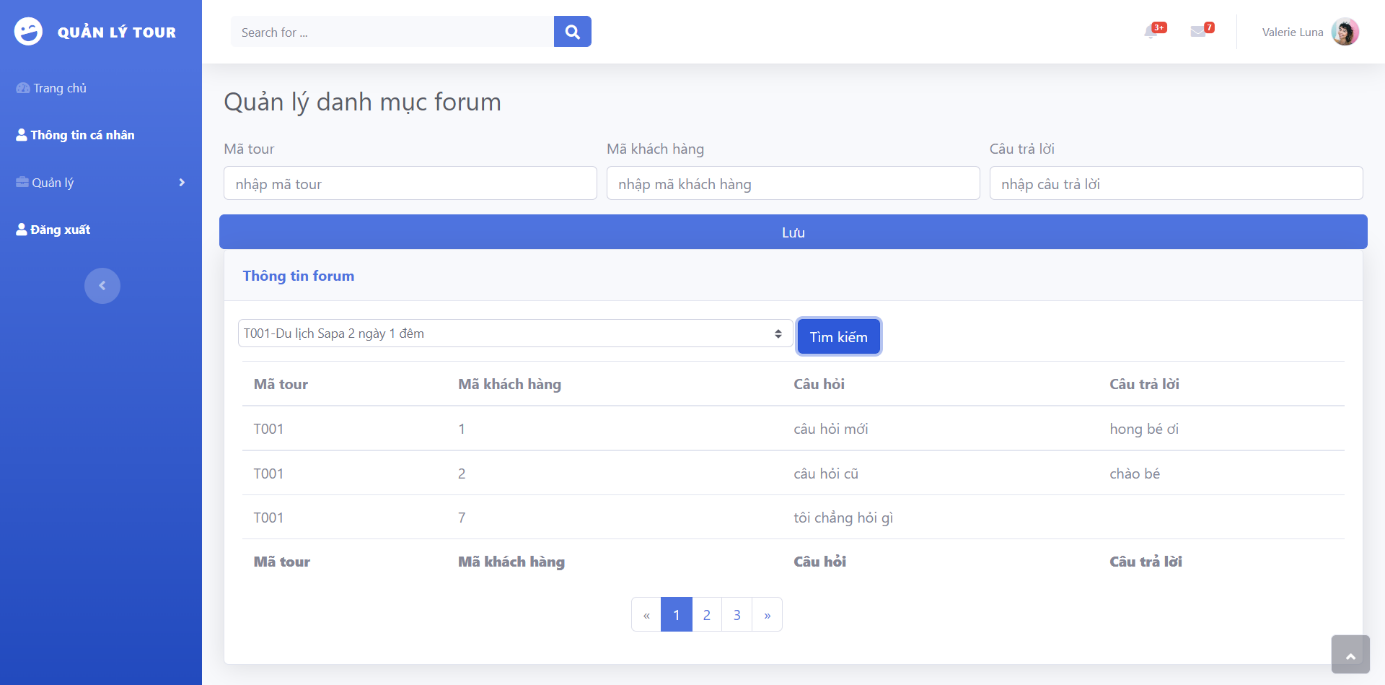 QUẢN LÝ TOUR
Search for ...
3+
7
Valerie Luna
Trang chủ
Thông tin cá nhân
Quản lý
Đăng xuất
Quản lý danh mục forum
Mã tour Mã khách hàng Câu trả lời
nhập mã tour nhập mã khách hàng nhập câu trả lời
Lưu
Thông tin forum
T001-Du lịch Sapa 2 ngày 1 đêm Tìm kiếm
Mã tour Mã khách hàng Câu hỏi Câu trả lời
T001 1 câu hỏi mới hong bé ơi
T001 2 câu hỏi cũ chào bé
T001 7 tôi chẳng hỏi gì
Mã tour Mã khách hàng Câu hỏi Câu trả lời
« 1 2 3 »